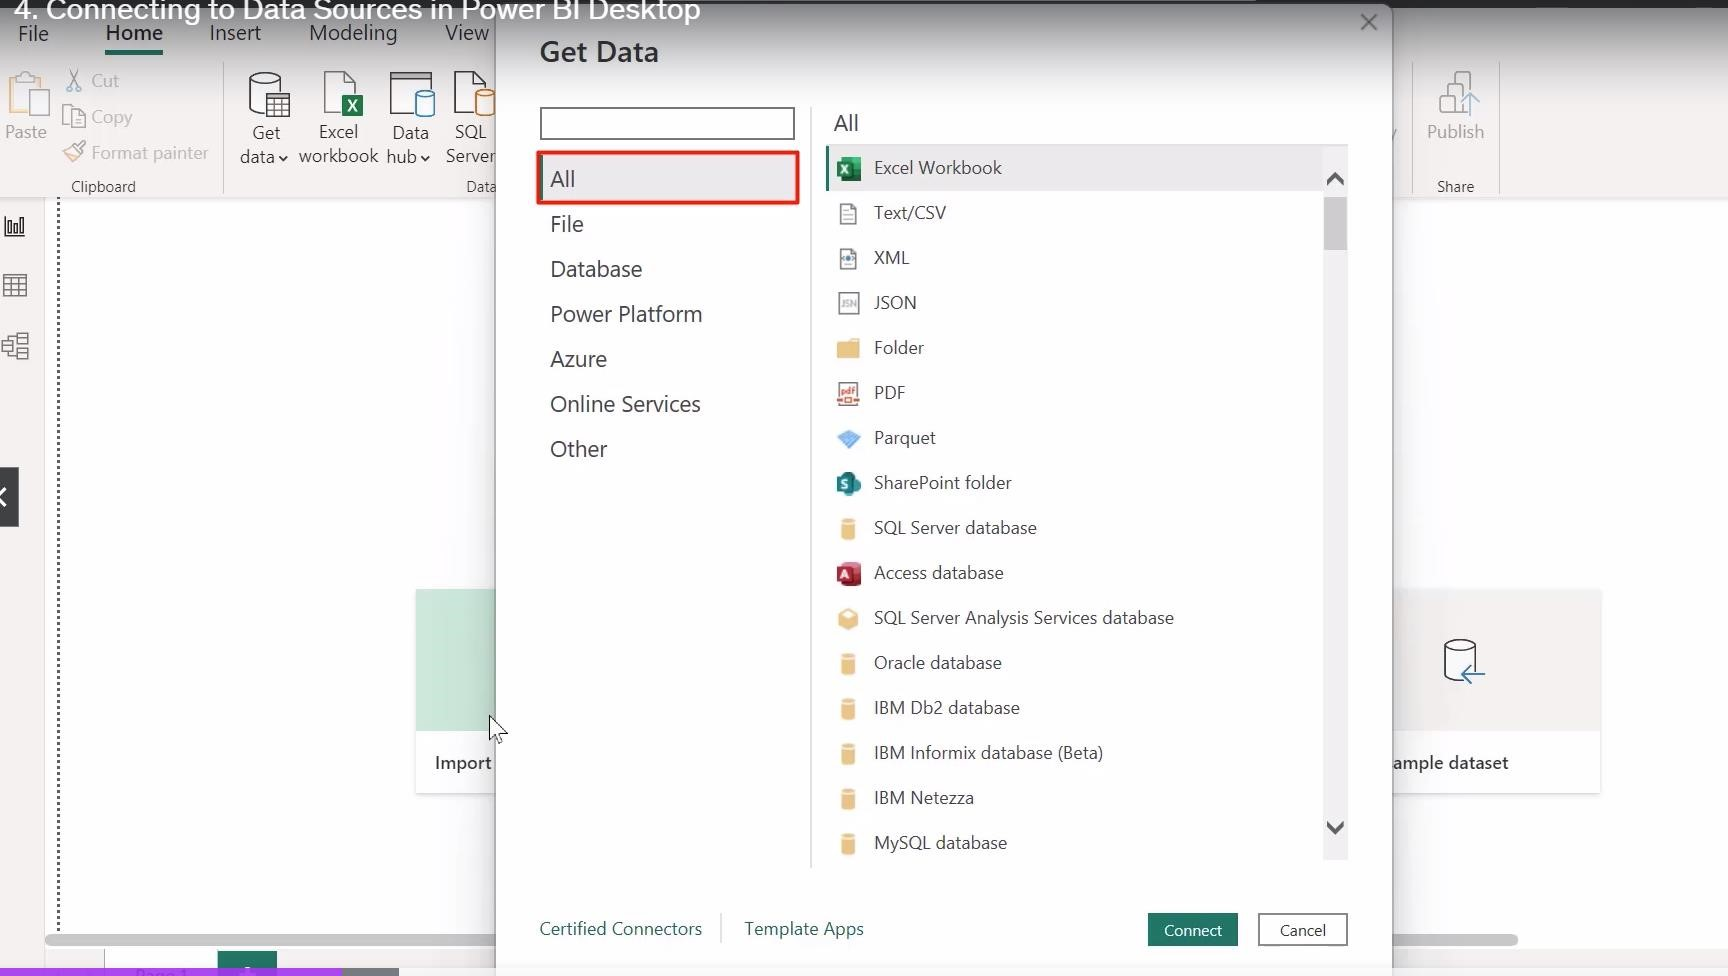 4. Connecting to Data Sources in Power BI Desktop
File
Home
Insert
Modeling
View
Paste
Cut
Copy
Format painter
Clipboard
Get
data
Excel
workbook
Data
hub
SQL
Server
Data
Publish
Share
Get Data
All
File
Database
Power Platform
Azure
Online Services
Other
All
Excel Workbook
Text/CSV
XML
JSON
Folder
PDF
Parquet
SharePoint folder
SQL Server database
Access database
SQL Server Analysis Services database
Oracle database
IBM Db2 database
IBM Informix database (Beta)
IBM Netezza
MySQL database
Certified Connectors
Template Apps
Connect
Cancel
Import
ample dataset
Page 1